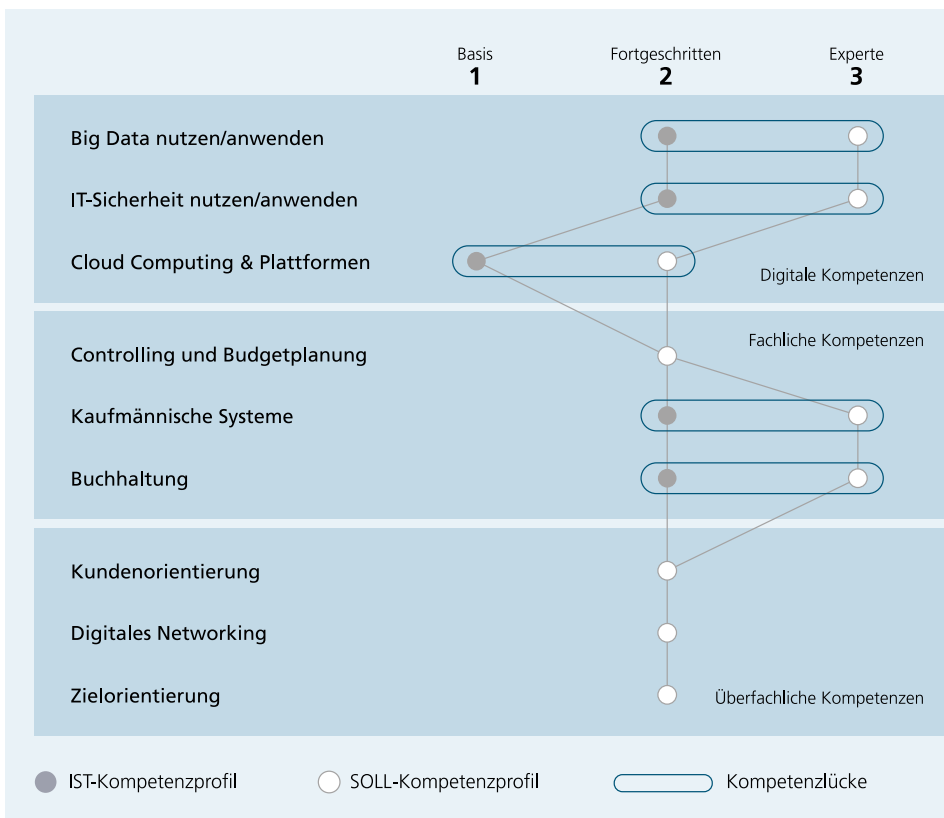 Basis
1
Fortgeschritten
2
Experte
3
Big Data nutzen/anwenden
IT-Sicherheit nutzen/anwenden
Cloud Computing & Plattformen
Digitale Kompetenzen
Fachliche Kompetenzen
Controlling und Budgetplanung
Kaufmännische Systeme
Buchhaltung
Kundenorientierung
Digitales Networking
Zielorientierung
Überfachliche Kompetenzen
IST-Kompetenzprofil
SOLL-Kompetenzprofil
Kompetenzlücke